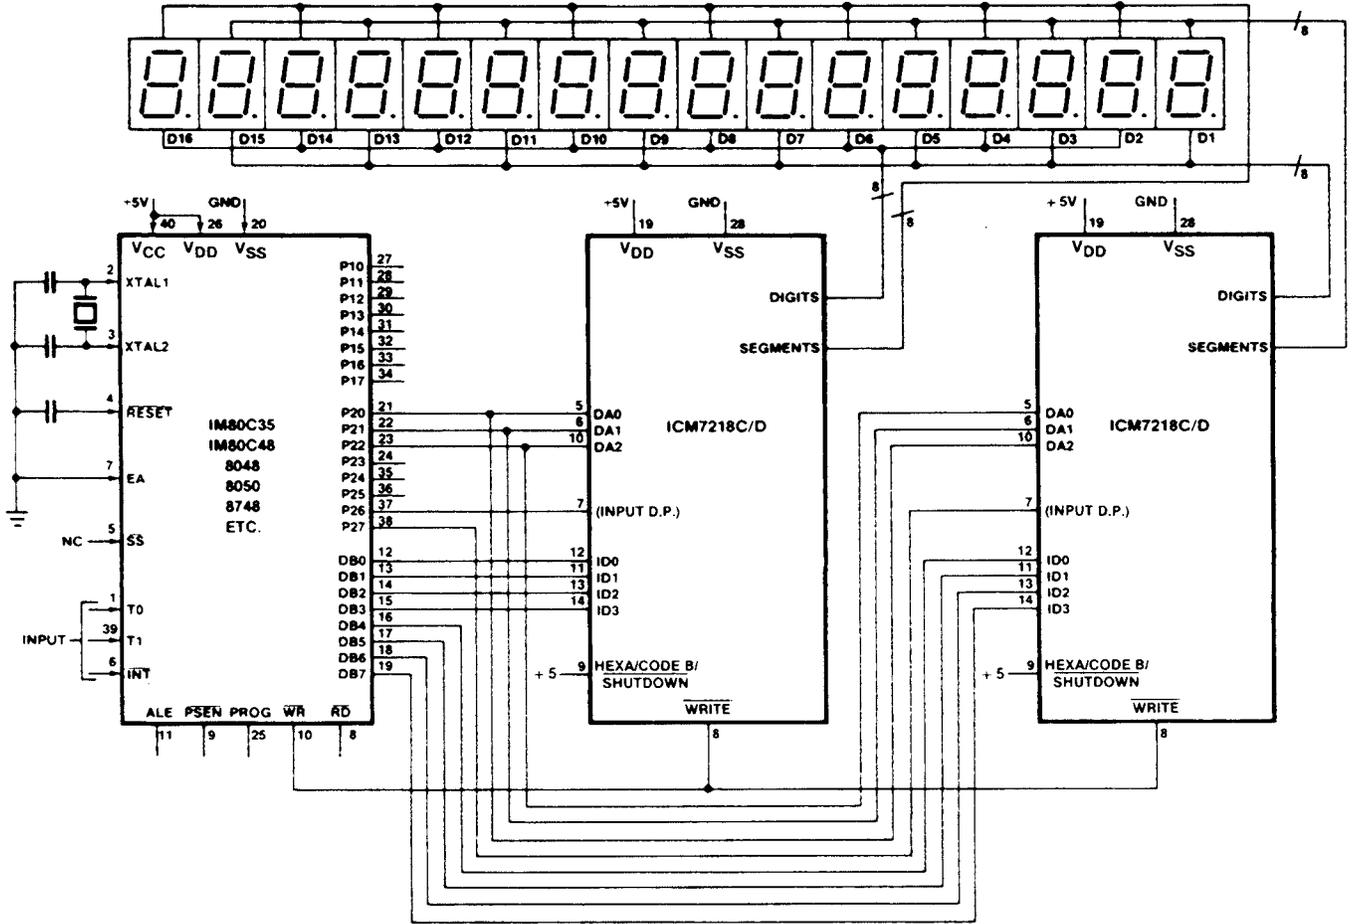 8
D16 D15 D14 D13 D12 D11 D10 D9 D8 D7 D6 D5 D4 D3 D2 D1
8
8
8
+5V
GND
40
26
20
VCC
VDD
VSS
2
XTAL1
3
XTAL2
4
RESET
7
EA
NC
5
SS
INPUT
1
T0
39
T1
6
INT
IM80C35
IM80C48
8048
8050
8748
ETC.
P10 27
P11 28
P12 29
P13 30
P14 31
P15 32
P16 33
P17 34
P20 21
P21 22
P22 23
P23 24
P24 35
P25 36
P26 37
P27 38
DB0 12
DB1 13
DB2 14
DB3 15
DB4 16
DB5 17
DB6 18
DB7 19
ALE PSEN PROG WR RD
11 9 25 10 8
+5V
GND
19
28
VDD
VSS
DIGITS
SEGMENTS
5 DA0
6 DA1
10 DA2
ICM7218C/D
7 (INPUT D.P.)
12 ID0
11 ID1
13 ID2
14 ID3
+ 5 9 HEXA/CODE B/
SHUTDOWN
WRITE
8
+ 5V
GND
19
28
VDD
VSS
DIGITS
SEGMENTS
5 DA0
6 DA1
10 DA2
ICM7218C/D
7 (INPUT D.P.)
12 ID0
11 ID1
13 ID2
14 ID3
+ 5 9 HEXA/CODE B/
SHUTDOWN
WRITE
8